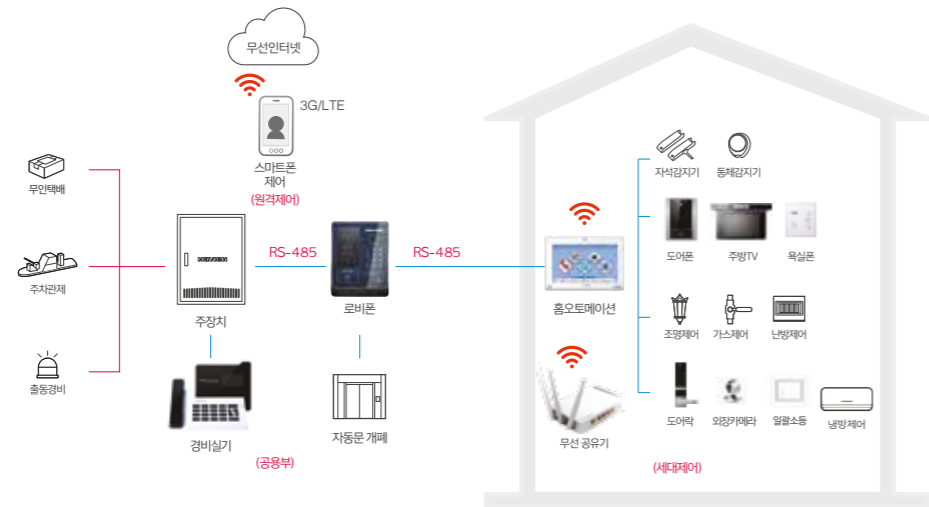 무선인터넷
3G/LTE
스마트폰
제어
(원격제어)
무인택배
주차관제
출동경비
주장치
RS-485
로비폰
RS-485
경비실기
자동문 개폐
(공용부)
홈오토메이션
무선 공유기
자석감지기
동체감지기
도어폰
주방TV
욕실폰
조명제어
가스제어
난방제어
도어락
외장카메라
일괄소등
냉방 제어
(세대제어)